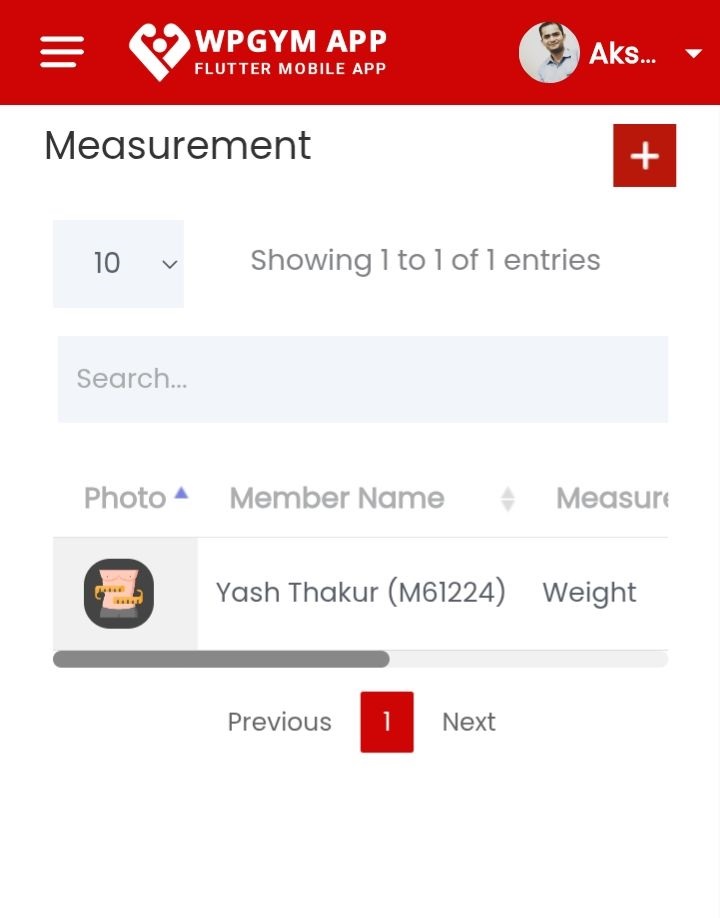 WPGYM APP
FLUTTER MOBILE APP
Aks...
Measurement
10
Showing 1 to 1 of 1 entries
Search...
Photo Member Name Measure
Yash Thakur (M61224) Weight
Previous 1 Next